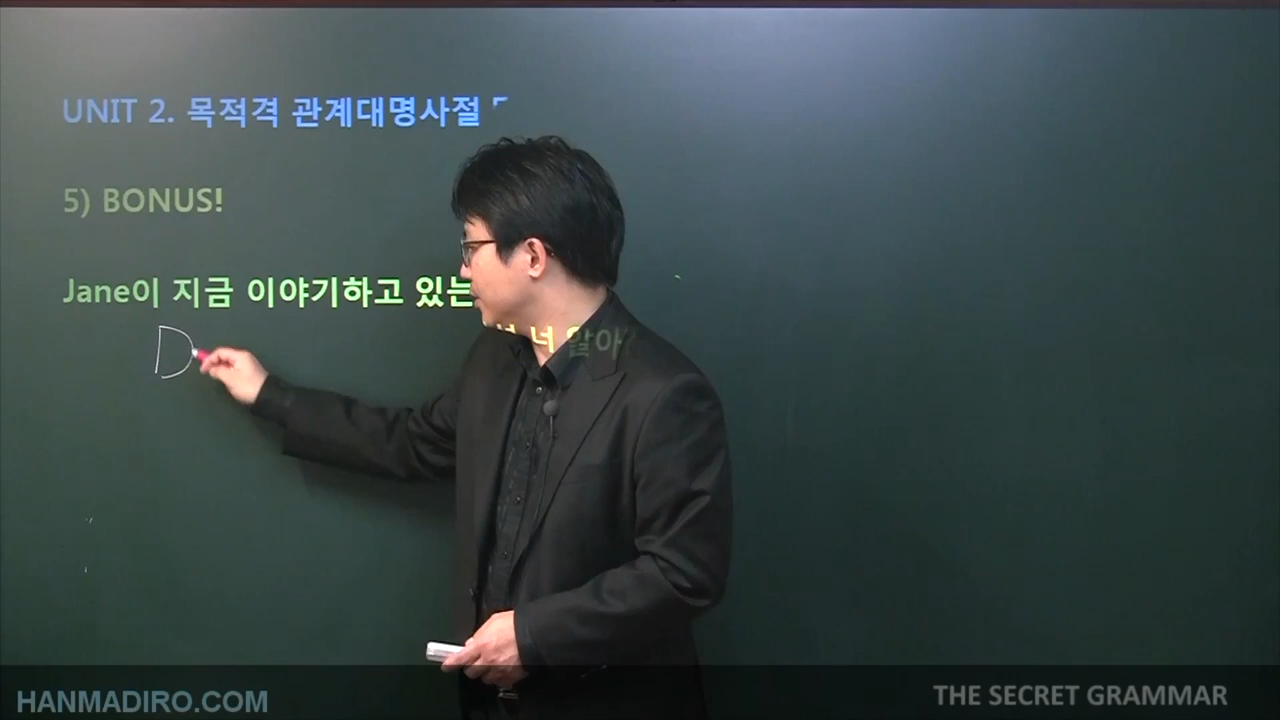 UNIT 2. 목적격 관계대명사절
5) BONUS!
Jane이 지금 이야기하고 있는
너 알아
D
HANMADIRO.COM
THE SECRET GRAMMAR